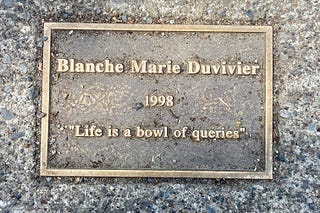 Blanche Marie Duvivier
1998
"Life is a bowl of queries"